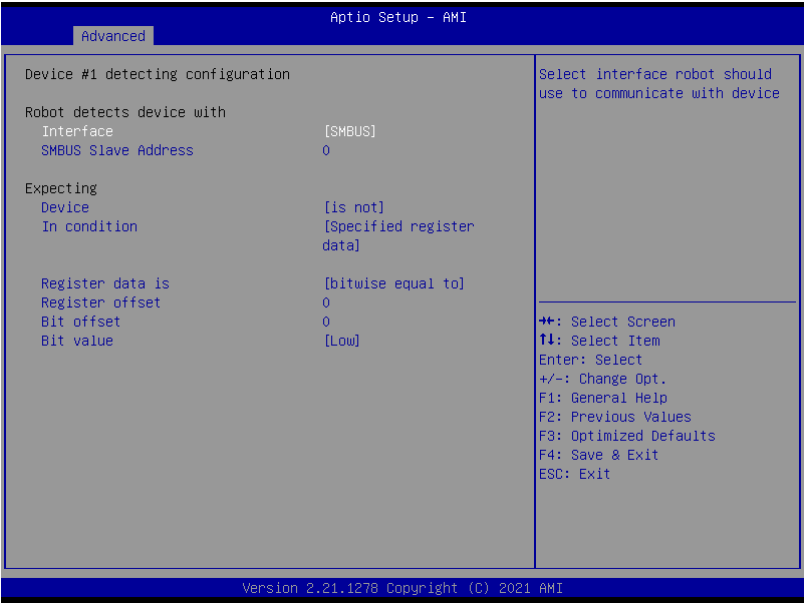 Aptio Setup – AMI
Advanced
Device #1 detecting configuration
Robot detects device with
Interface [SMBUS]
SMBUS Slave Address 0
Expecting
Device [is not]
In condition [Specified register
data]
Register data is [bitwise equal to]
Register offset 0
Bit offset 0
Bit value [Low]
Select interface robot should
use to communicate with device
→←: Select Screen
↑↓: Select Item
Enter: Select
+/-: Change Opt.
F1: General Help
F2: Previous Values
F3: Optimized Defaults
F4: Save & Exit
ESC: Exit
Version 2.21.1278 Copyright (C) 2021 AMI